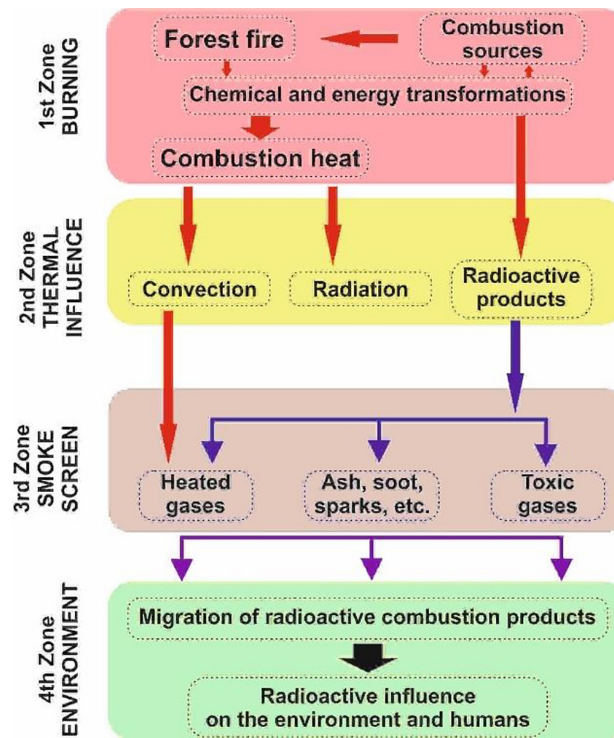 1st Zone
BURNING
Forest fire
Combustion
sources
Chemical and energy transformations
Combustion heat
2nd Zone
THERMAL
INFLUENCE
Convection
Radiation
Radioactive
products
3rd Zone
SMOKE
SCREEN
Heated
gases
Ash, soot,
sparks, etc.
Toxic
gases
4th Zone
ENVIRONMENT
Migration of radioactive combustion products
Radioactive influence
on the environment and humans